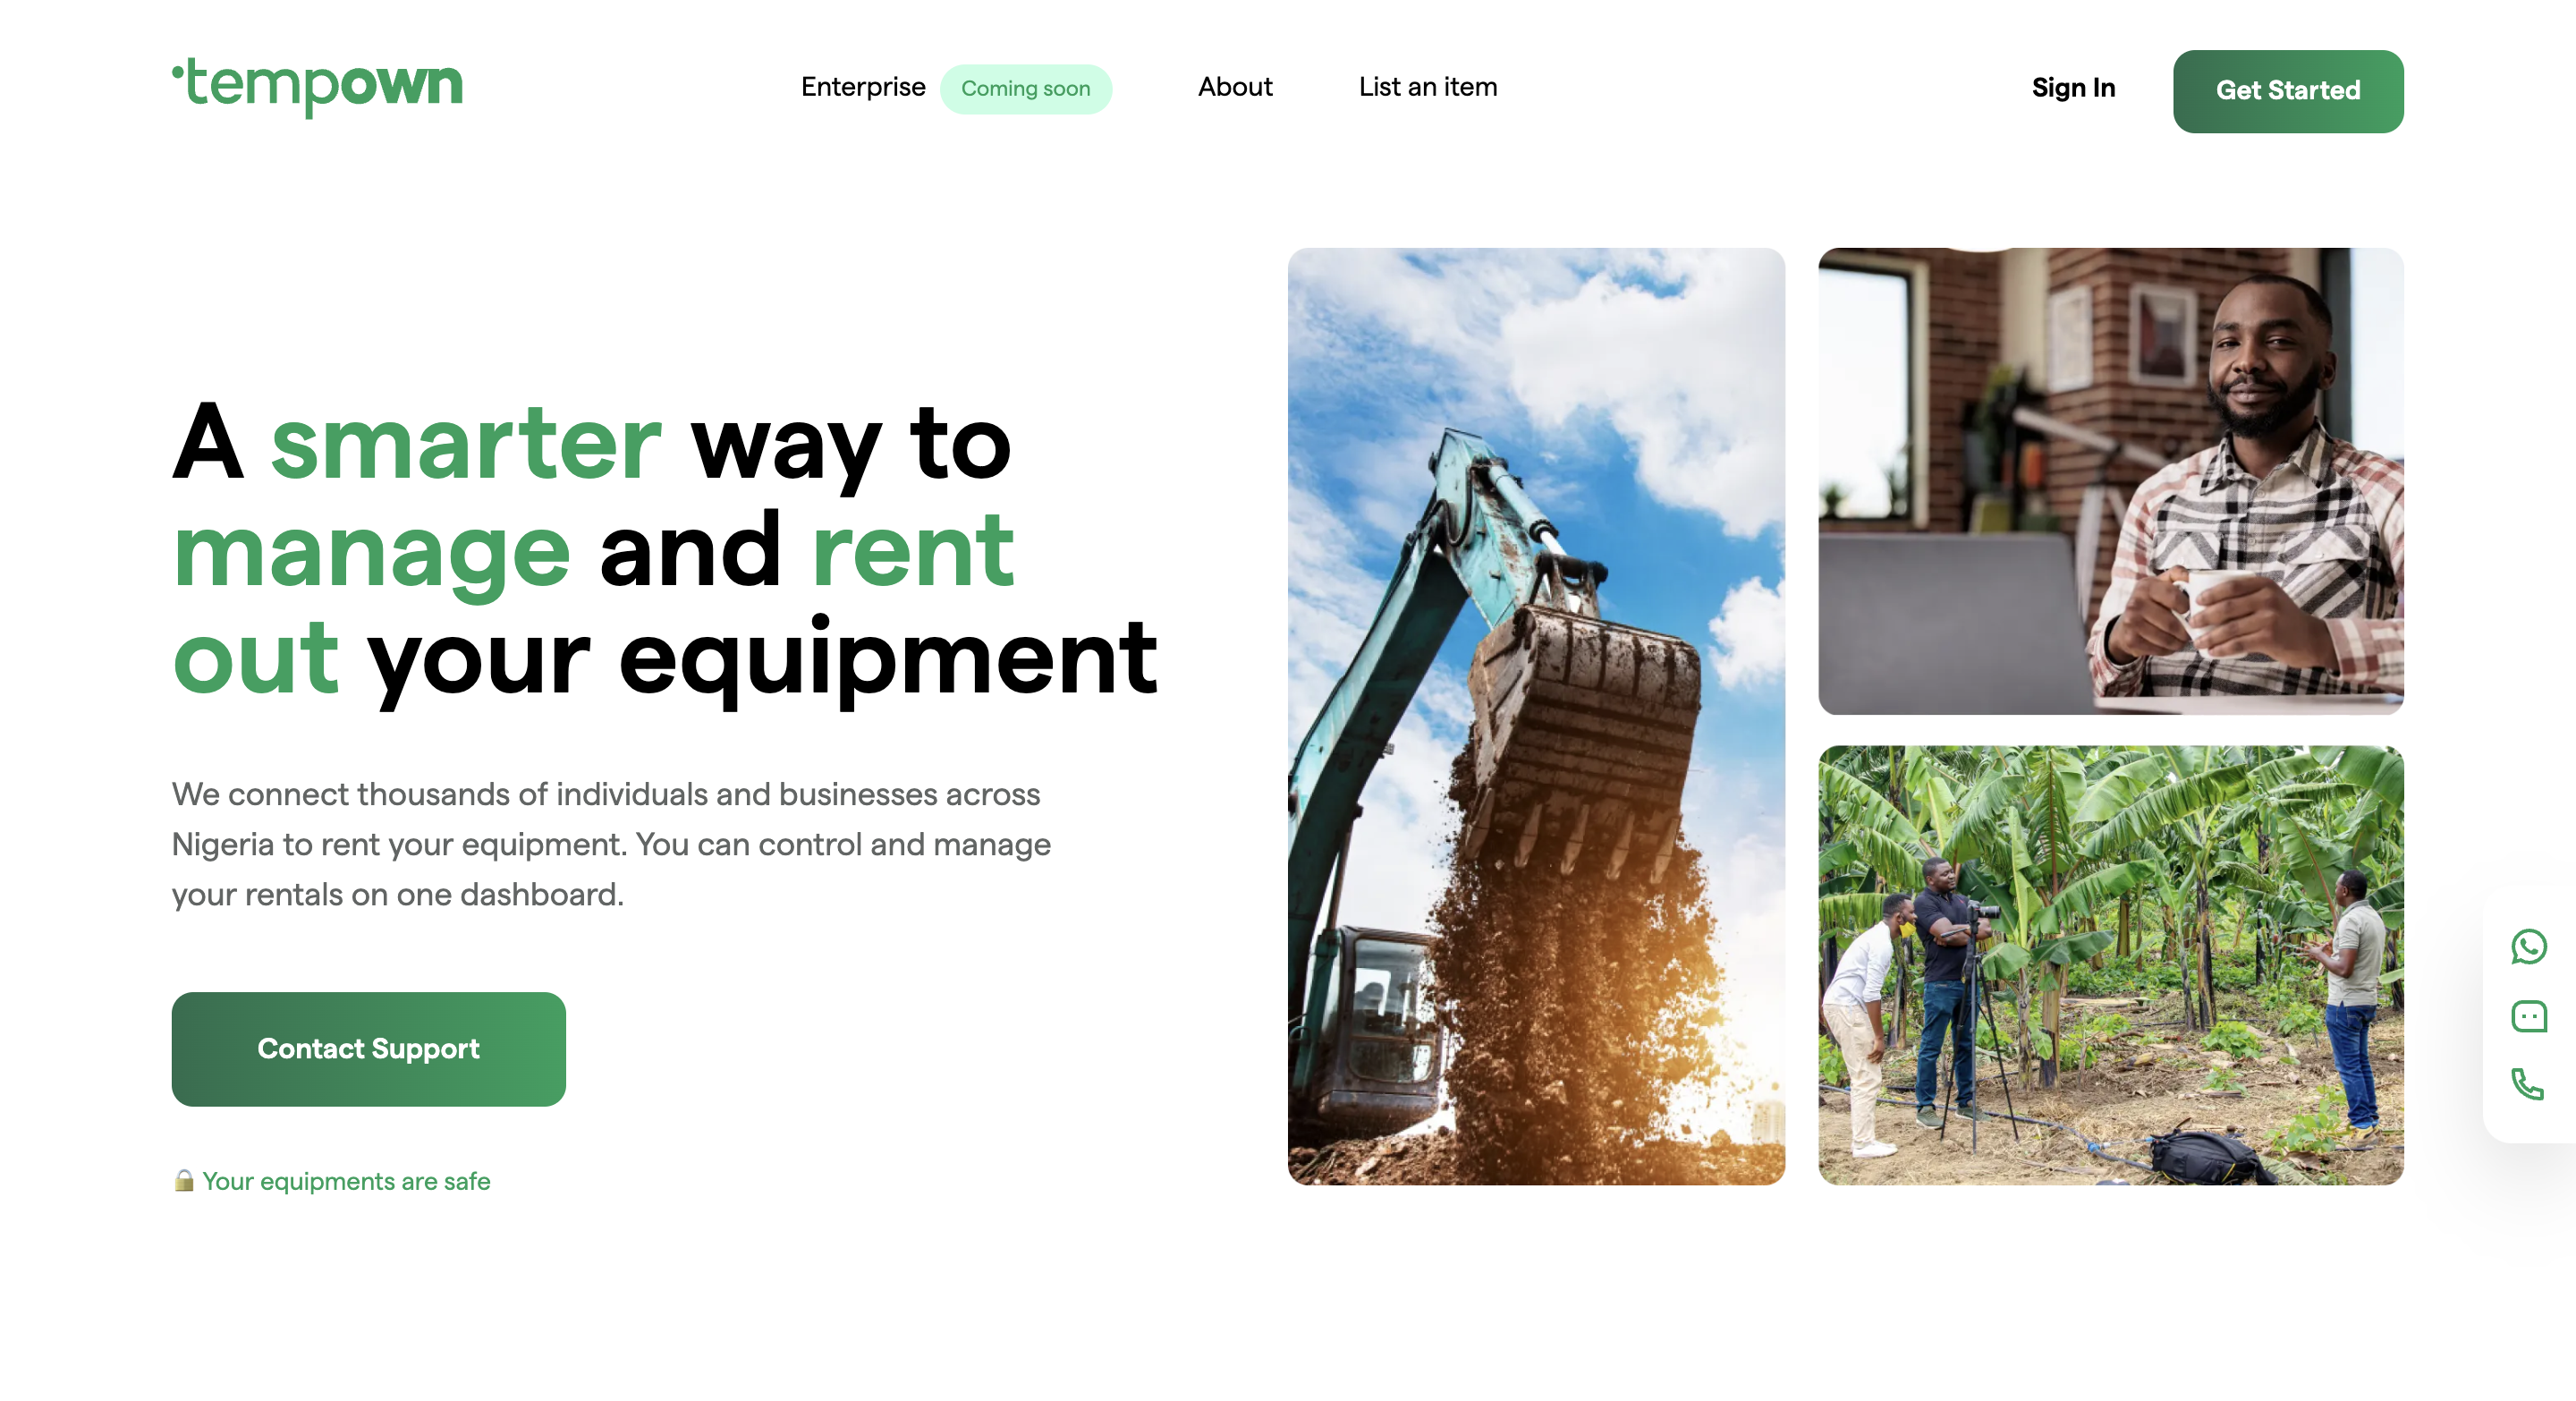 tempown
Enterprise
Coming soon
About
List an item
Sign In
Get Started
A smarter way to
manage and rent
out your equipment
We connect thousands of individuals and businesses across
Nigeria to rent your equipment. You can control and manage
your rentals on one dashboard.
Contact Support
🔒 Your equipments are safe